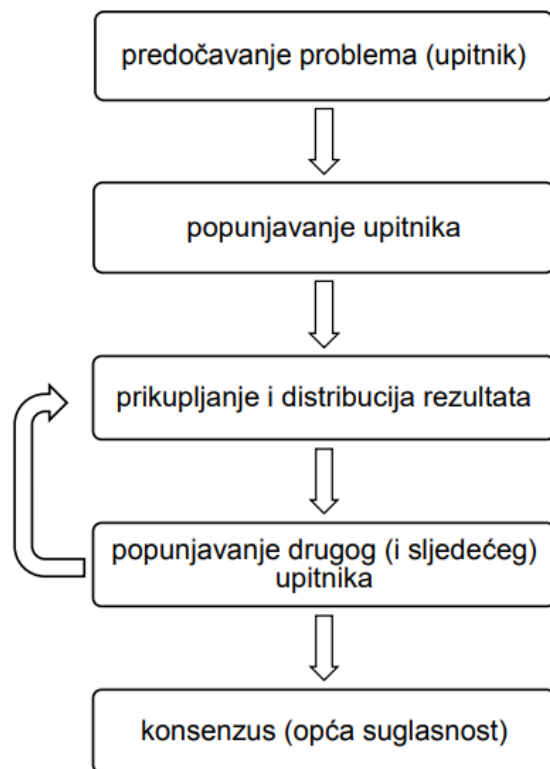 predočavanje problema (upitnik)
popunjavanje upitnika
prikupljanje i distribucija rezultata
popunjavanje drugog (i sljedećeg)
upitnika
konsenzus (opća suglasnost)